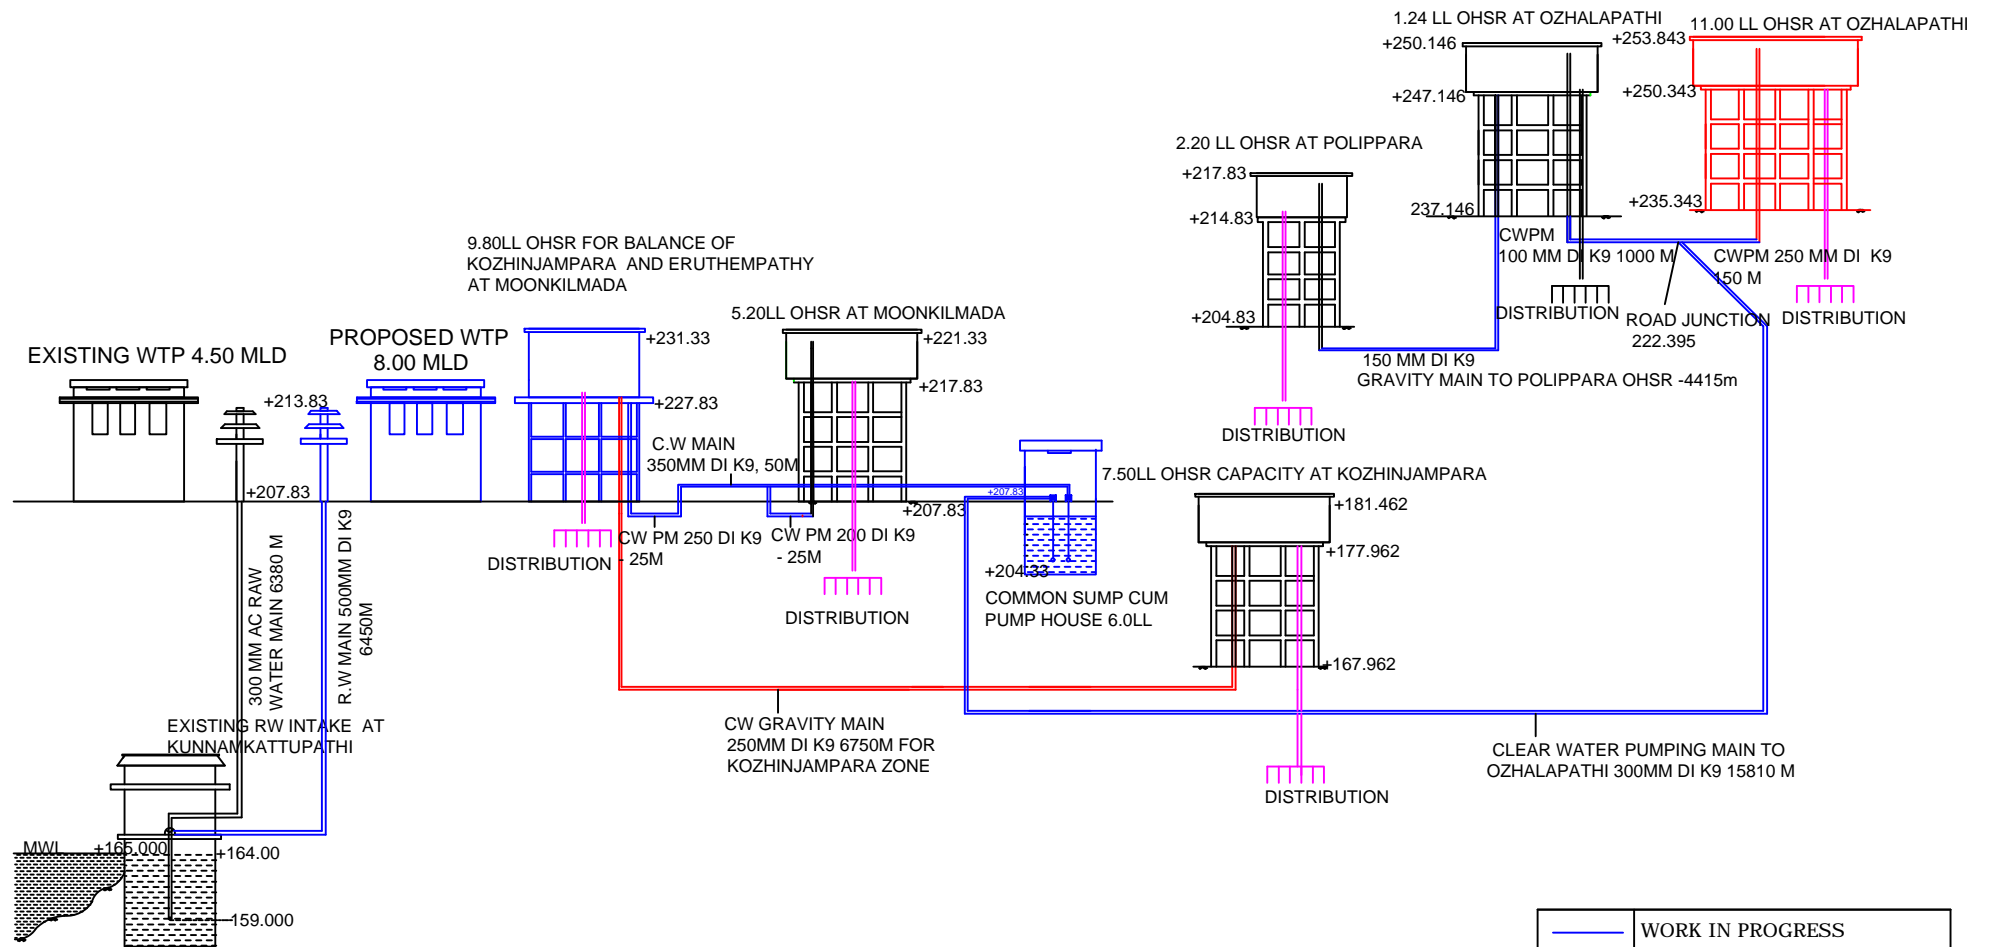 1.24 LL OHSR AT OZHALAPATHI
11.00 LL OHSR AT OZHALAPATHI
+250.146
+253.843
+247.146
+250.343
237.146
+235.343
2.20 LL OHSR AT POLIPPARA
+217.83
+214.83
+204.83
CWPM
100 MM DI K9 1000 M
CWPM 250 MM DI K9
150 M
DISTRIBUTION
ROAD JUNCTION
222.395
DISTRIBUTION
150 MM DI K9
GRAVITY MAIN TO POLIPPARA OHSR -4415m
DISTRIBUTION
9.80LL OHSR FOR BALANCE OF
KOZHINJAMPARA AND ERUTHEMPATHY
AT MOONKILMADA
5.20LL OHSR AT MOONKILMADA
+231.33
+221.33
+227.83
+217.83
EXISTING WTP 4.50 MLD
PROPOSED WTP
8.00 MLD
+213.83
+207.83
C.W MAIN
350MM DI K9, 50M
+207.83
+207.83
CW PM 250 DI K9
- 25M
CW PM 200 DI K9
- 25M
DISTRIBUTION
DISTRIBUTION
+204.33
COMMON SUMP CUM
PUMP HOUSE 6.0LL
7.50LL OHSR CAPACITY AT KOZHINJAMPARA
+181.462
+177.962
+167.962
DISTRIBUTION
300 MM AC RAW
WATER MAIN 6380 M
R.W MAIN 500MM DI K9
6450M
EXISTING RW INTAKE AT
KUNNAMKATTUPATHI
CW GRAVITY MAIN
250MM DI K9 6750M FOR
KOZHINJAMPARA ZONE
CLEAR WATER PUMPING MAIN TO
OZHALAPATHI 300MM DI K9 15810 M
MWL
+165.000
+164.00
159.000
WORK IN PROGRESS